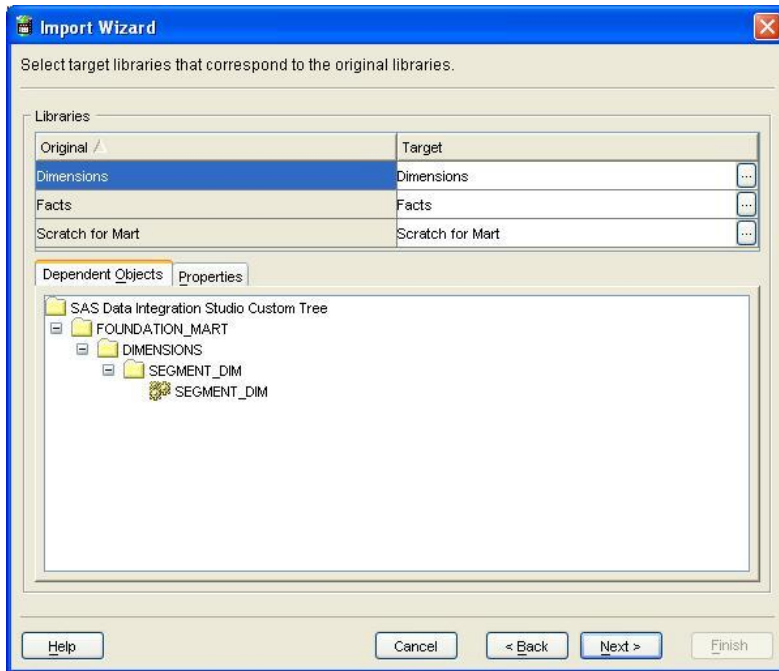 Import Wizard
Select target libraries that correspond to the original libraries.
Libraries
Original Target
Dimensions Dimensions ...
Facts Facts ...
Scratch for Mart Scratch for Mart ...
Dependent Objects Properties
SAS Data Integration Studio Custom Tree
FOUNDATION_MART
DIMENSIONS
SEGMENT_DIM
SEGMENT_DIM
Help Cancel < Back Next > Finish